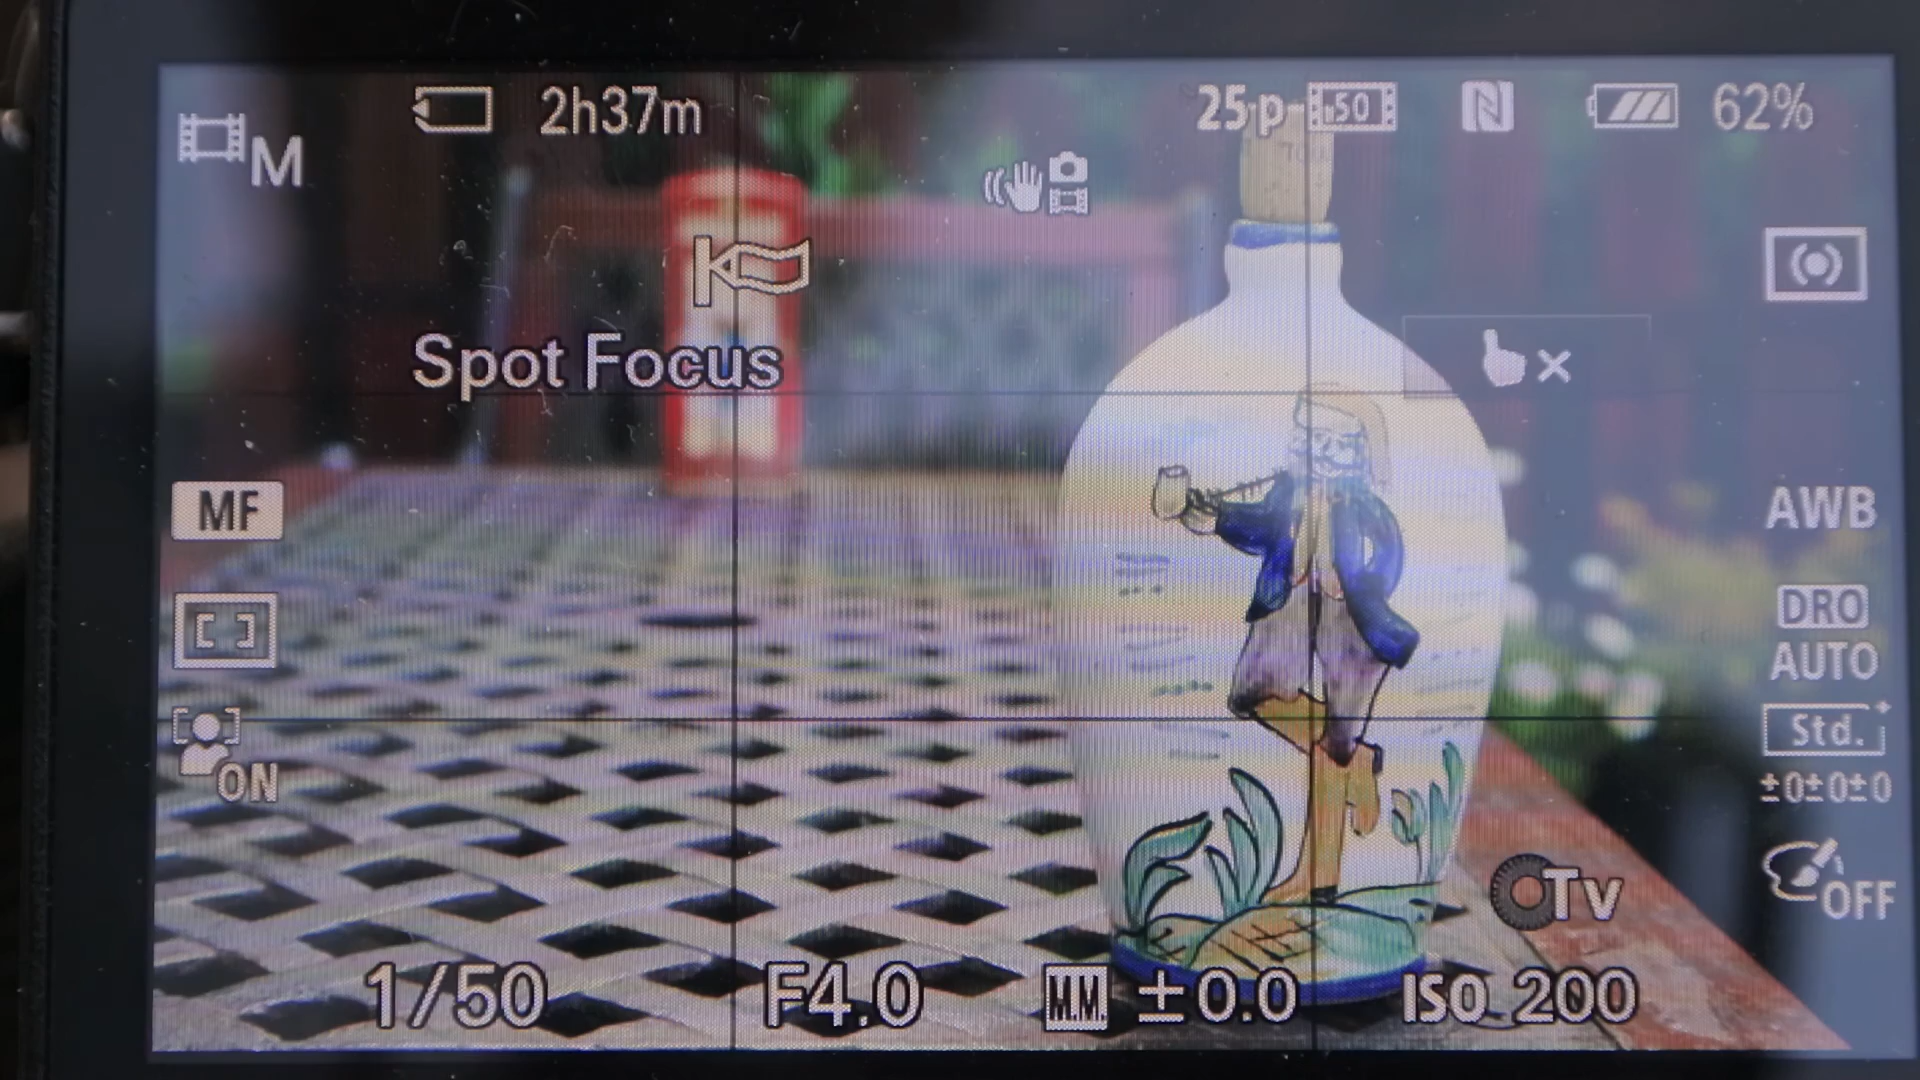 2h37m
25p
50
62%
M
Spot Focus
MF
AWB
DRO
AUTO
ON
Std.
±0±0±0
OFF
Tv
1/50
F4.0
M.M.
±0.0
ISO 200